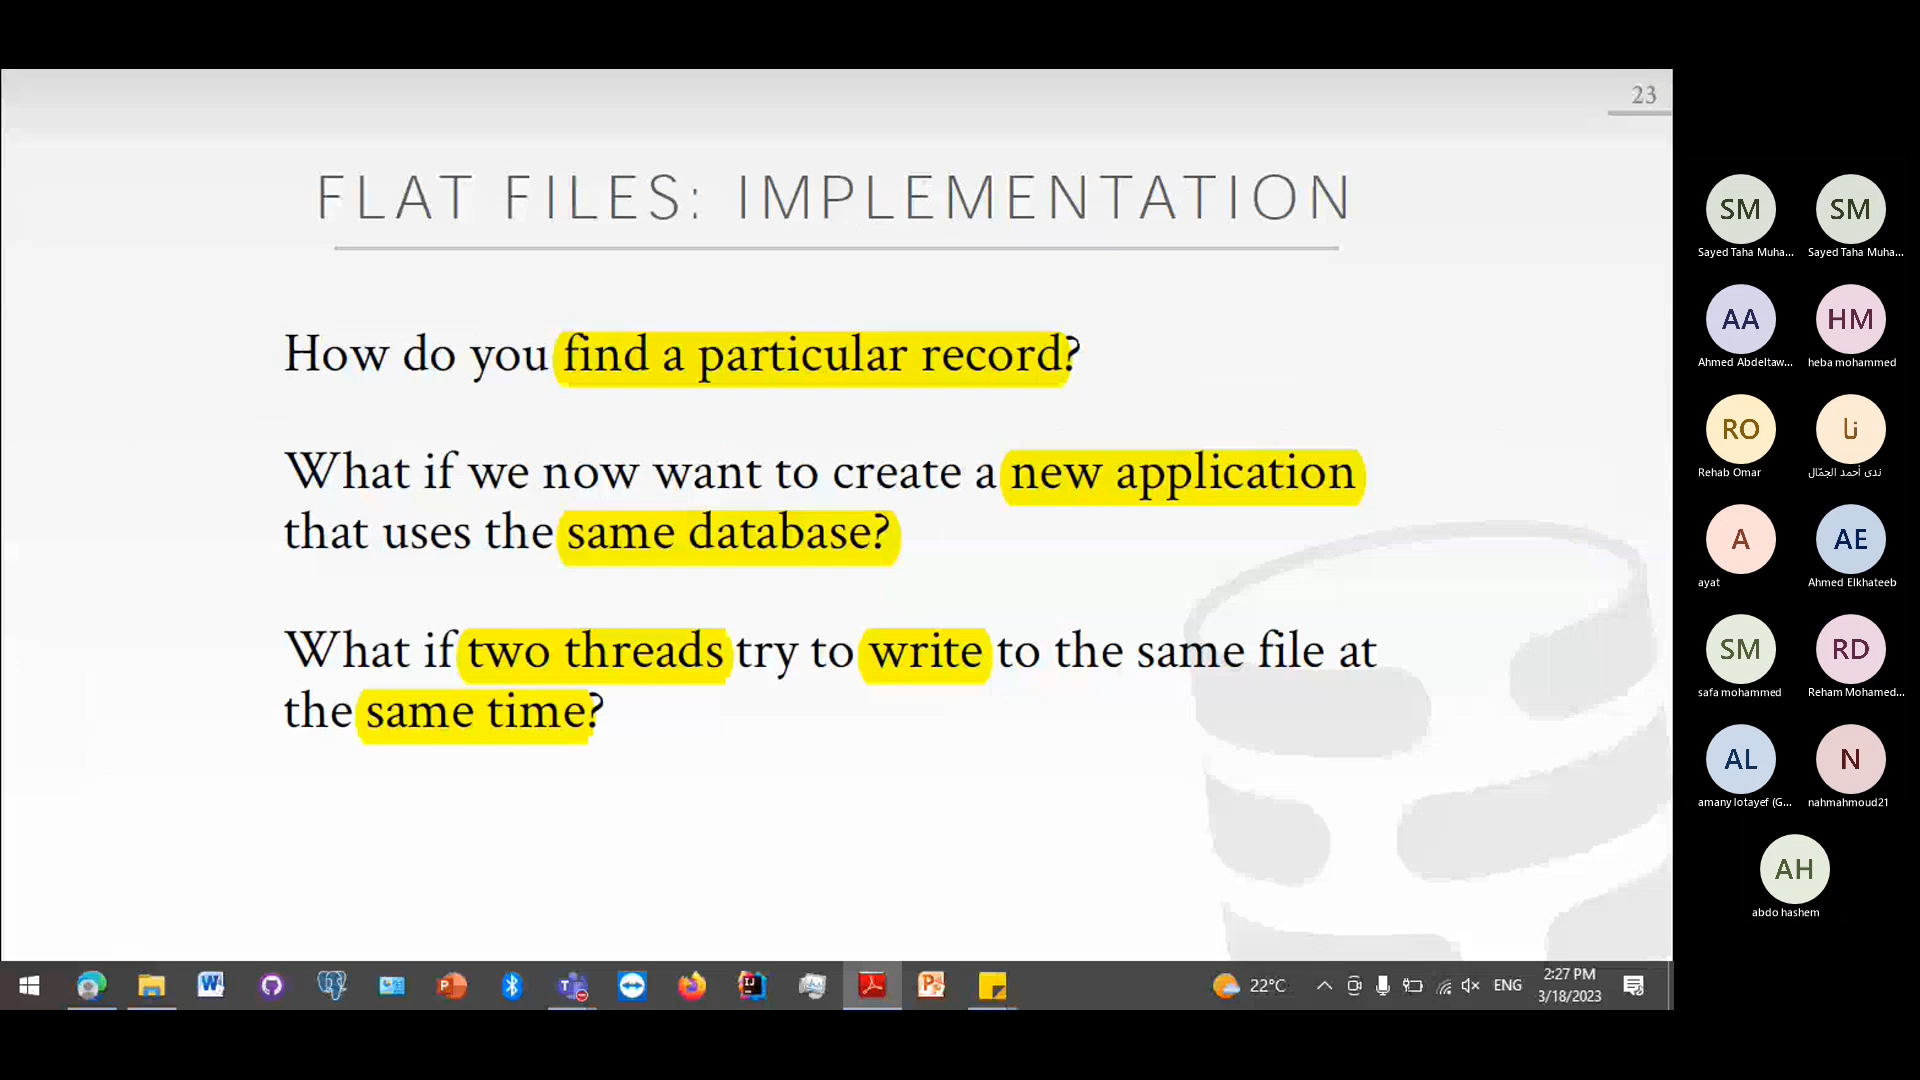 23
FLAT FILES: IMPLEMENTATION
How do you find a particular record?
What if we now want to create a new application
that uses the same database?
What if two threads try to write to the same file at
the same time?
SM
SM
Sayed Taha Muha...
Sayed Taha Muha...
AA
HM
Ahmed Abdeltaw...
heba mohammed
RO
نا
Rehab Omar
ندى أحمد الجمّال
A
AE
ayat
Ahmed Elkhateeb
SM
RD
safa mohammed
Reham Mohamed...
AL
N
amany lotayef (G...
nahmahmoud21
AH
abdo hashem
22°C
ENG
2:27 PM
3/18/2023